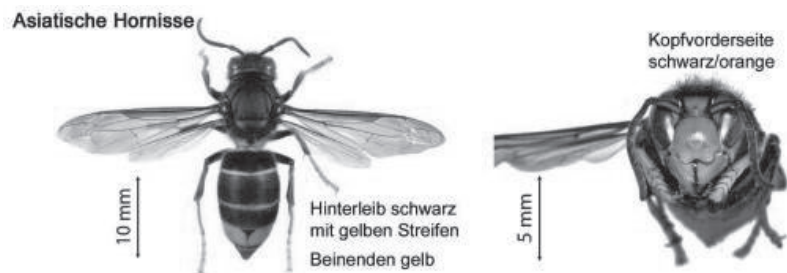 Asiatische Hornisse
Kopfvorderseite
schwarz/orange
10 mm
Hinterleib schwarz
mit gelben Streifen
Beinenden gelb
5 mm